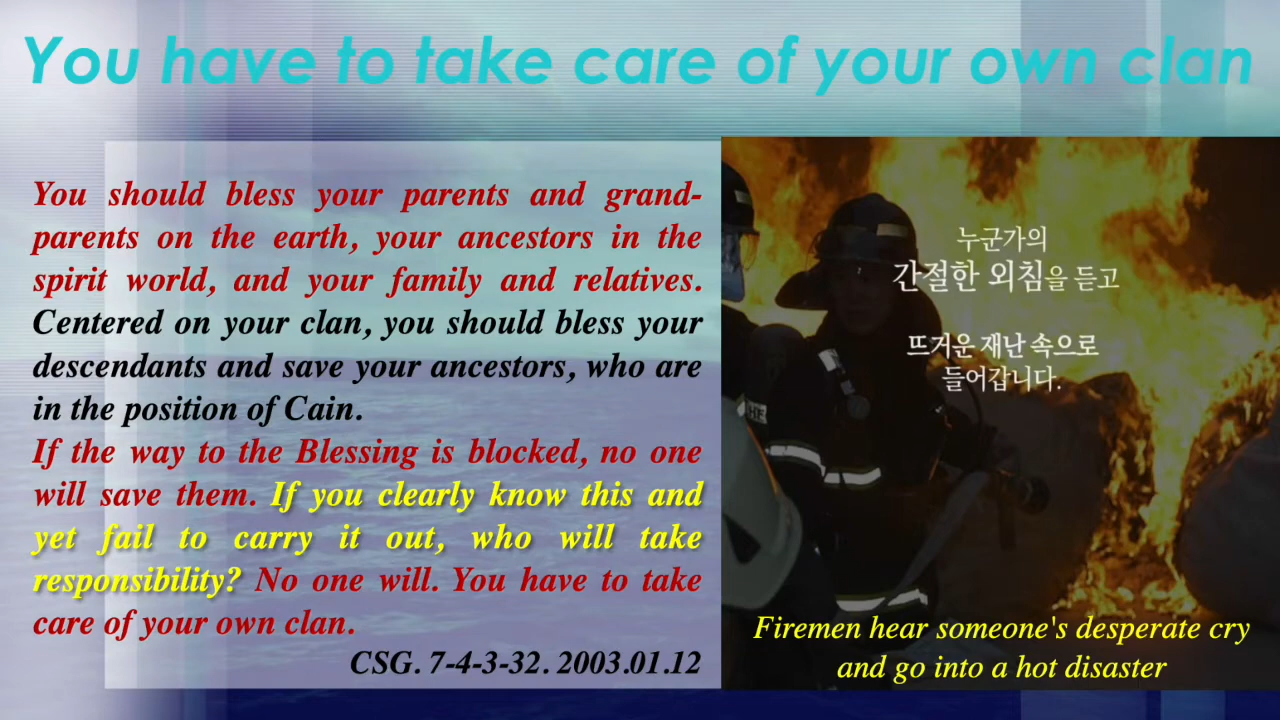 You have to take care of your own clan
You should bless your parents and grand-
parents on the earth, your ancestors in the
spirit world, and your family and relatives.
Centered on your clan, you should bless your
descendants and save your ancestors, who are
in the position of Cain.
If the way to the Blessing is blocked, no one
will save them. If you clearly know this and
yet fail to carry it out, who will take
responsibility? No one will. You have to take
care of your own clan.
CSG. 7-4-3-32. 2003.01.12
누군가의
간절한 외침을 듣고
뜨거운 재난 속으로
들어갑니다.
HF
Firemen hear someone's desperate cry
and go into a hot disaster